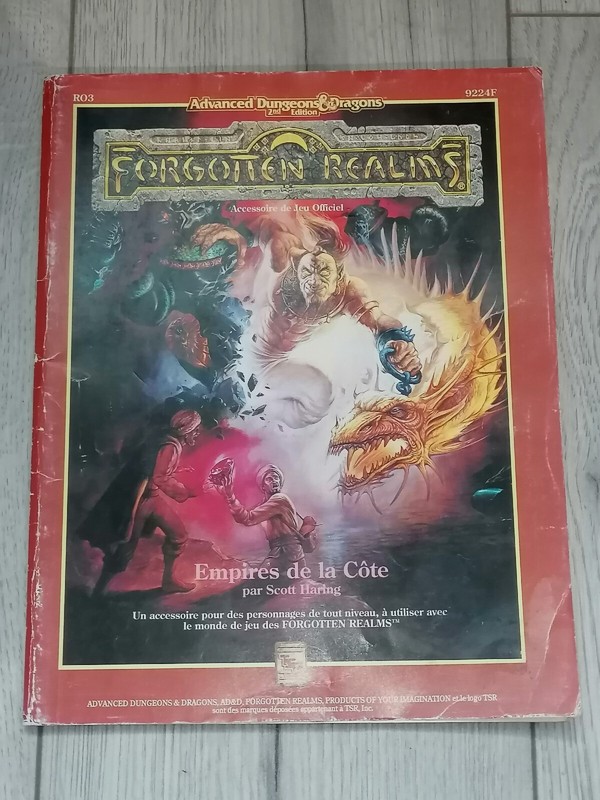 RO3
9224F
Advanced Dungeons & Dragons
2nd Edition
FORGOTTEN REALMS®
Accessoire de Jeu Officiel
Empires de la Côte
par Scott Haring
Un accessoire pour des personnages de tout niveau, à utiliser avec
le monde de jeu des FORGOTTEN REALMS™
ADVANCED DUNGEONS & DRAGONS, AD&D, FORGOTTEN REALMS, PRODUCTS OF YOUR IMAGINATION et le logo TSR
sont des marques déposées appartenant à TSR, Inc.